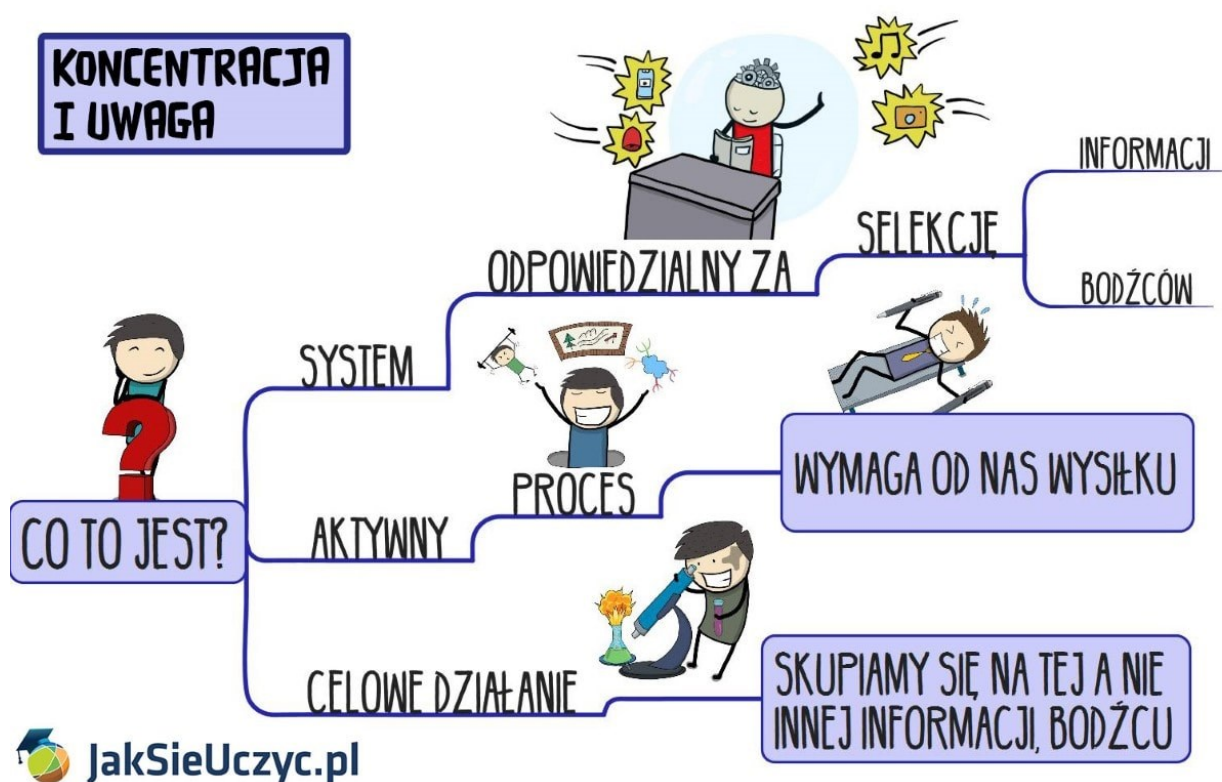 KONCENTRACJA
I UWAGA
INFORMACJI
SELEKCJĘ
ODPOWIEDZIALNY ZA
BODŹCÓW
SYSTEM
PROCES
WYMAGA OD NAS WYSIŁKU
AKTYWNY
CO TO JEST?
CELOWE DZIAŁANIE
SKUPIAMY SIĘ NA TEJ A NIE
INNEJ INFORMACJI, BODŹCU
JakSieUczyc.pl